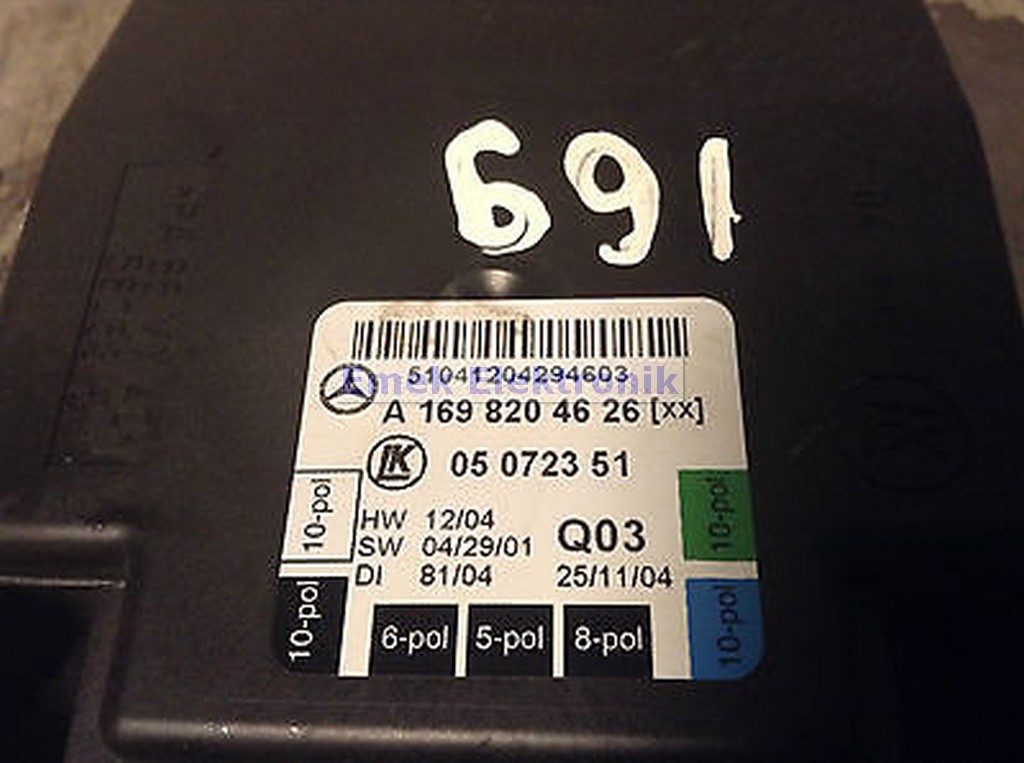 691
51041204294603
Emek Elektronik
A 169 820 46 26 [xx]
LK 05 0723 51
HW 12/04
SW 04/29/01
Q03
DI 81/04
25/11/04
10-pol
10-pol
6-pol
5-pol
8-pol
10-pol
10-pol